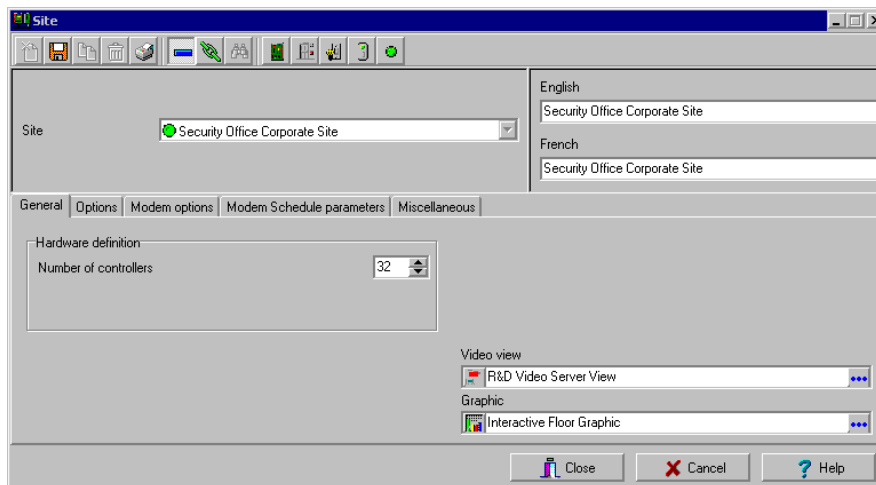 Site
English
Security Office Corporate Site
Site
Security Office Corporate Site
French
Security Office Corporate Site
General Options Modem options Modem Schedule parameters Miscellaneous
Hardware definition
Number of controllers 32
Video view
R&D Video Server View
Graphic
Interactive Floor Graphic
Close Cancel Help